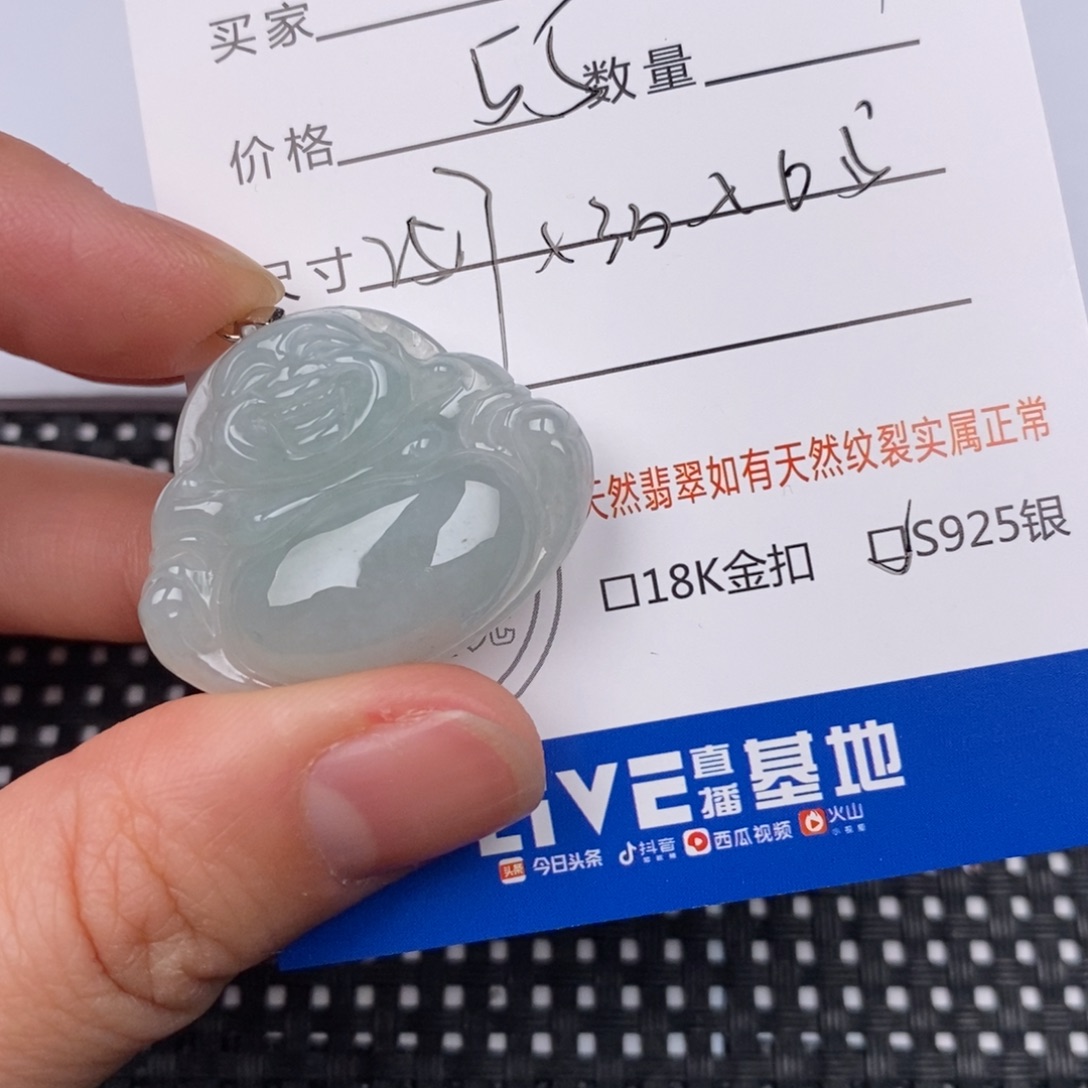 买家
价格 55 数量
尺寸
天然翡翠如有天然纹裂实属正常
□18K金扣 □S925银
LIVE直播基地
今日头条 抖音 西瓜视频 火山